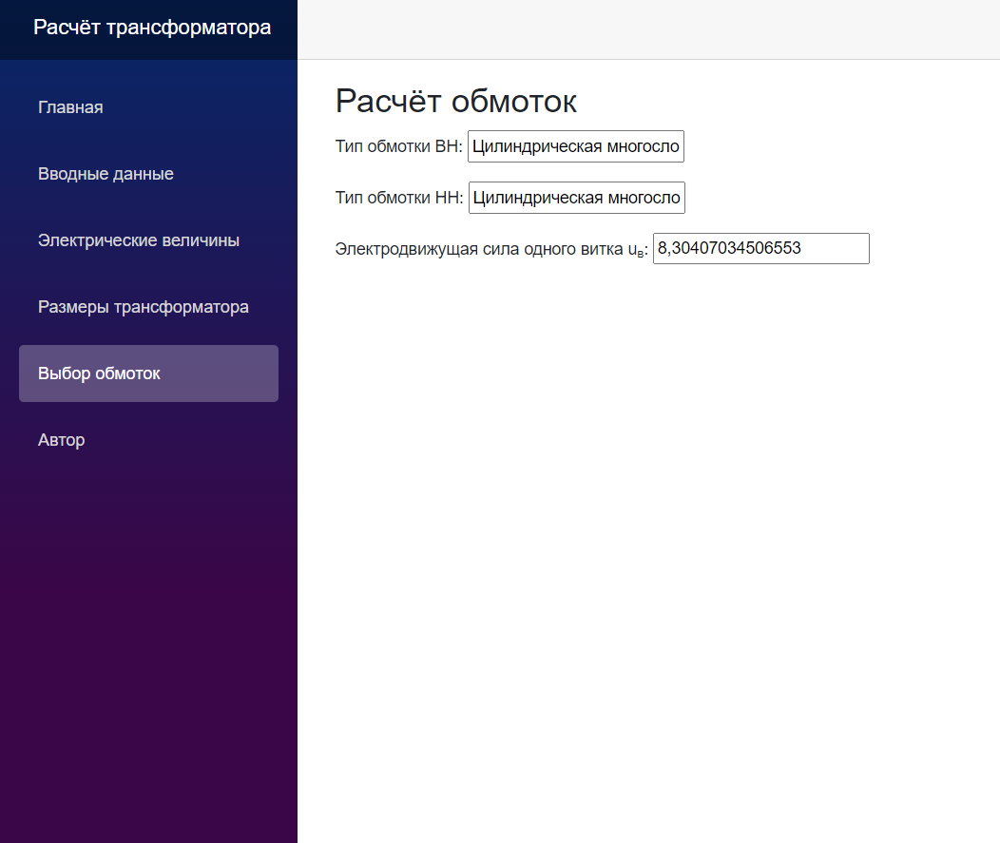 Расчёт трансформатора
Главная
Вводные данные
Электрические величины
Размеры трансформатора
Выбор обмоток
Автор
Расчёт обмоток
Тип обмотки ВН: Цилиндрическая многосло
Тип обмотки НН: Цилиндрическая многосло
Электродвижущая сила одного витка uв: 8,30407034506553